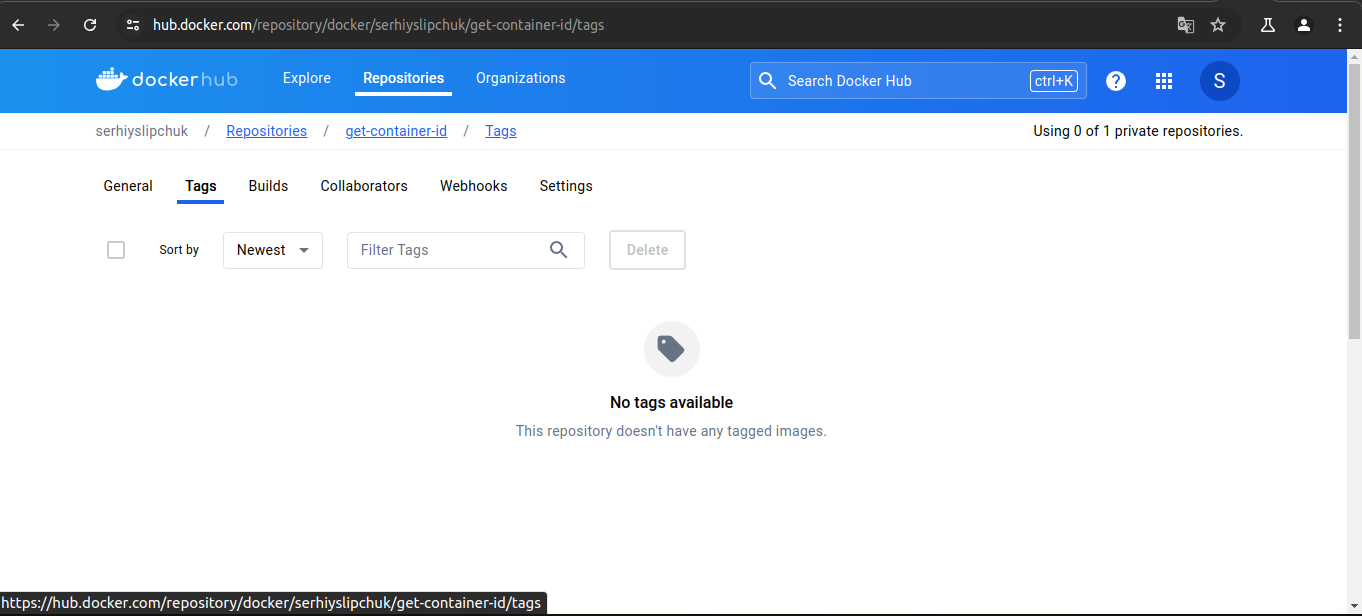 hub.docker.com/repository/docker/serhiyslipchuk/get-container-id/tags
dockerhub Explore Repositories Organizations Search Docker Hub ctrl+K ? S
serhiyslipchuk / Repositories / get-container-id / Tags Using 0 of 1 private repositories.
General Tags Builds Collaborators Webhooks Settings
Sort by Newest Filter Tags Delete
No tags available
This repository doesn't have any tagged images.
https://hub.docker.com/repository/docker/serhiyslipchuk/get-container-id/tags